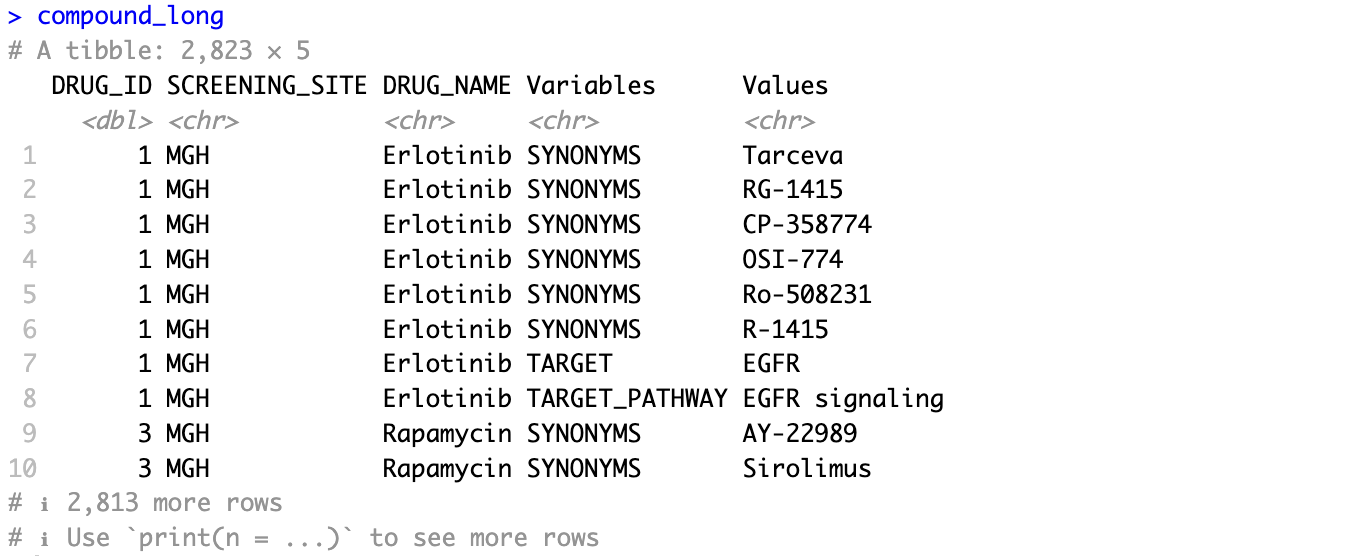 > compound_long
# A tibble: 2,823 × 5
DRUG_ID SCREENING_SITE DRUG_NAME Variables Values
<dbl> <chr> <chr> <chr> <chr>
1 1 MGH Erlotinib SYNONYMS Tarceva
2 1 MGH Erlotinib SYNONYMS RG-1415
3 1 MGH Erlotinib SYNONYMS CP-358774
4 1 MGH Erlotinib SYNONYMS OSI-774
5 1 MGH Erlotinib SYNONYMS Ro-508231
6 1 MGH Erlotinib SYNONYMS R-1415
7 1 MGH Erlotinib TARGET EGFR
8 1 MGH Erlotinib TARGET_PATHWAY EGFR signaling
9 3 MGH Rapamycin SYNONYMS AY-22989
10 3 MGH Rapamycin SYNONYMS Sirolimus
# ℹ 2,813 more rows
# ℹ Use `print(n = ...)` to see more rows